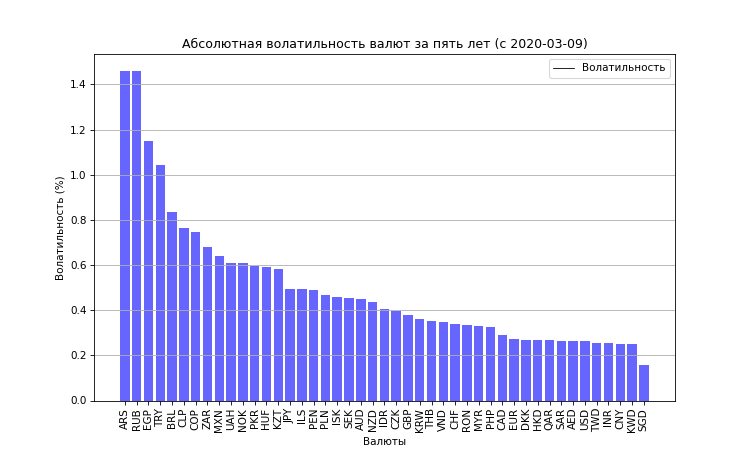 Абсолютная волатильность валют за пять лет (с 2020-03-09)
Волатильность
Волатильность (%)
1.4
1.2
1.0
0.8
0.6
0.4
0.2
0.0
ARS
RUB
EGP
TRY
BRL
CLP
COP
ZAR
MXN
UAH
NOK
PKR
HUF
KZT
JPY
ILS
PEN
PLN
ISK
SEK
AUD
NZD
IDR
CZK
GBP
KRW
THB
VND
CHF
RON
MYR
PHP
CAD
EUR
DKK
HKD
QAR
SAR
AED
USD
TWD
INR
CNY
KWD
SGD
Валюты